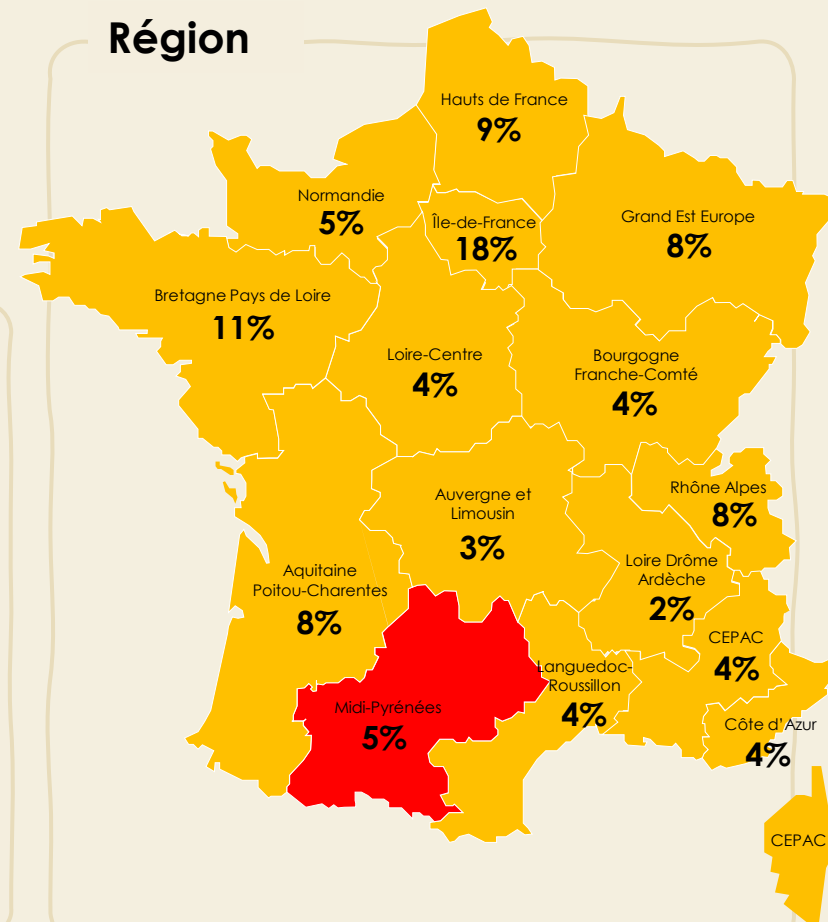 Région
Hauts de France
9%
Normandie
5%
Île-de-France
18%
Grand Est Europe
8%
Bretagne Pays de Loire
11%
Loire-Centre
4%
Bourgogne
Franche-Comté
4%
Auvergne et
Limousin
3%
Rhône Alpes
8%
Loire Drôme
Ardèche
2%
Aquitaine
Poitou-Charentes
8%
CEPAC
4%
Languedoc-
Roussillon
4%
Midi-Pyrénées
5%
Côte d'Azur
4%
CEPAC